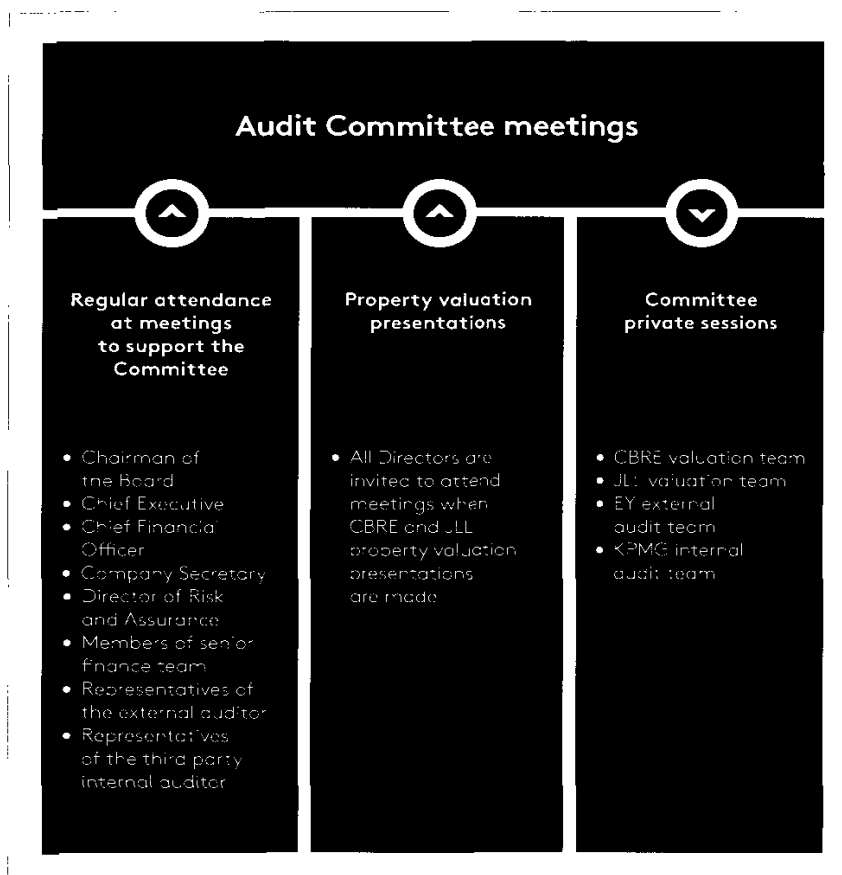 Audit Committee meetings
Regular attendance
at meetings
to support the
Committee
• Chairman of
the Board
• Chief Executive
• Chief Financial
Officer
• Company Secretary
• Director of Risk
and Assurance
• Members of senior
finance team
• Representatives of
the external auditor
• Representatives
of the third party
internal auditor
Property valuation
presentations
• All Directors are
invited to attend
meetings when
CBRE and JLL
property valuation
presentations
are made
Committee
private sessions
• CBRE valuation team
• JLL valuation team
• EY external
audit team
• KPMG internal
audit team